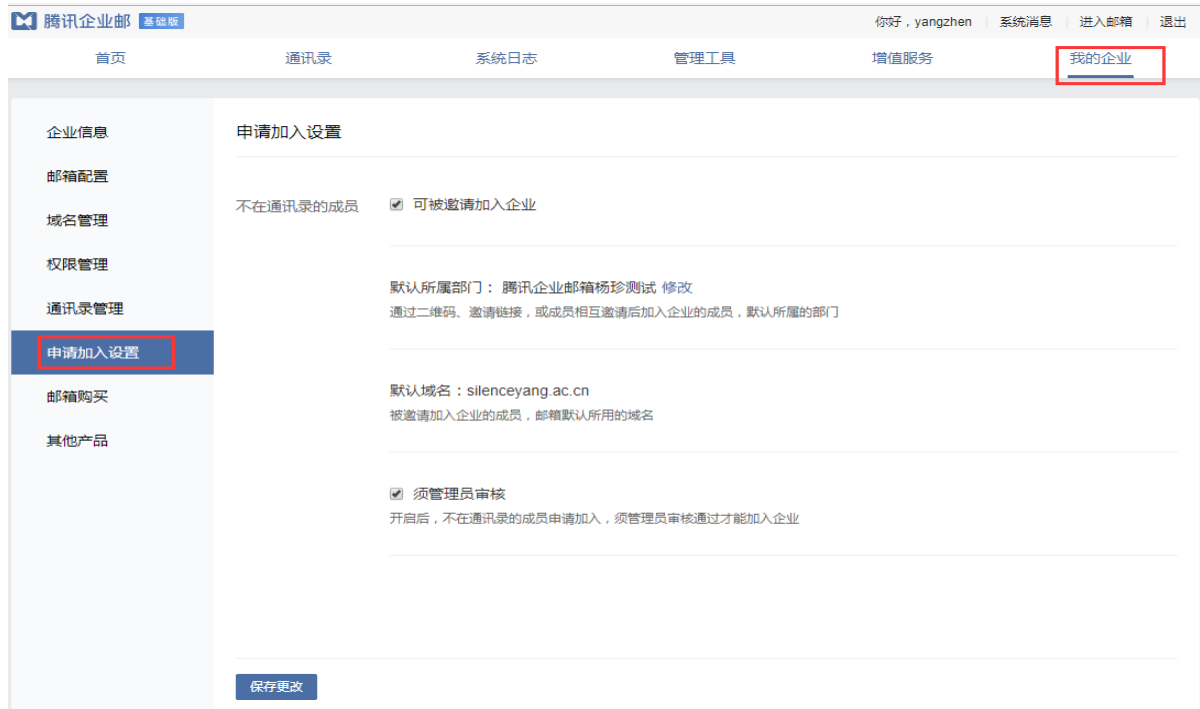 腾讯企业邮 基础版 你好，yangzhen 系统消息 进入邮箱 退出
首页 通讯录 系统日志 管理工具 增值服务 我的企业
企业信息
邮箱配置
域名管理
权限管理
通讯录管理
申请加入设置
邮箱购买
其他产品
申请加入设置
不在通讯录的成员 可被邀请加入企业
默认所属部门： 腾讯企业邮箱杨珍测试 修改
通过二维码、邀请链接，或成员相互邀请后加入企业的成员，默认所属的部门
默认域名：silenceyang.ac.cn
被邀请加入企业的成员，邮箱默认所用的域名
须管理员审核
开启后，不在通讯录的成员申请加入，须管理员审核通过才能加入企业
保存更改